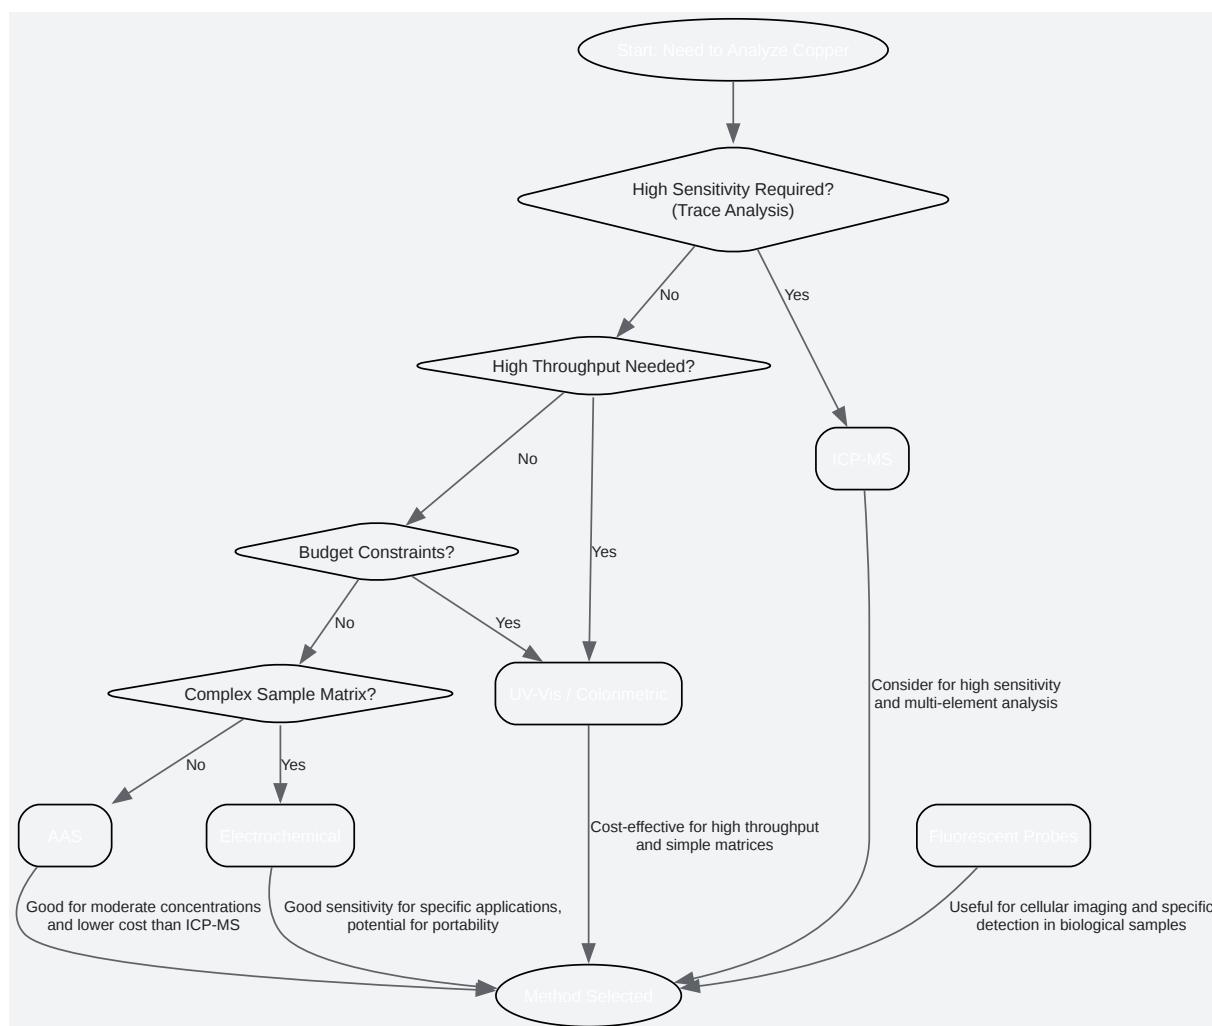 Start: Need to Analyze Copper
High Sensitivity Required?
(Trace Analysis)
No
Yes
High Throughput Needed?
ICP-MS
No
Budget Constraints?
Yes
No
Yes
Complex Sample Matrix?
UV-Vis / Colorimetric
Consider for high sensitivity
and multi-element analysis
No
Yes
AAS
Electrochemical
Cost-effective for high throughput
and simple matrices
Fluorescent Probes
Good for moderate concentrations
and lower cost than ICP-MS
Good sensitivity for specific applications,
potential for portability
Useful for cellular imaging and specific
detection in biological samples
Method Selected